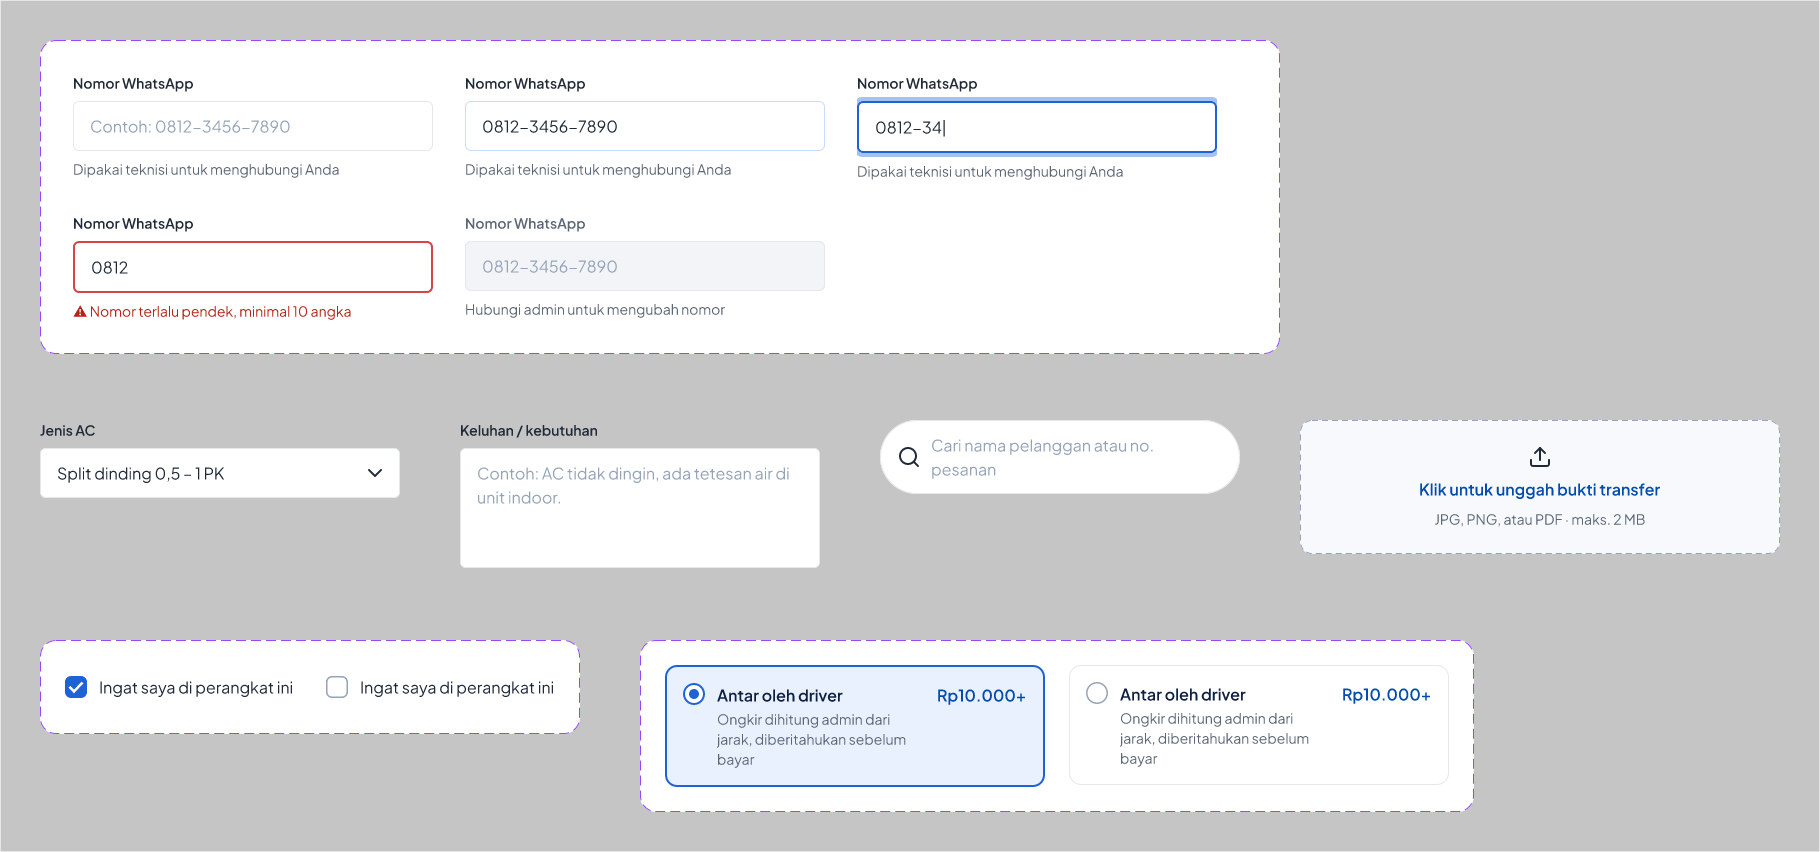 Nomor WhatsApp
Contoh: 0812-3456-7890
Dipakai teknisi untuk menghubungi Anda
Nomor WhatsApp
0812-3456-7890
Dipakai teknisi untuk menghubungi Anda
Nomor WhatsApp
0812-34|
Dipakai teknisi untuk menghubungi Anda
Nomor WhatsApp
0812
Nomor terlalu pendek, minimal 10 angka
Nomor WhatsApp
0812-3456-7890
Hubungi admin untuk mengubah nomor
Jenis AC
Split dinding 0,5 – 1 PK
Keluhan / kebutuhan
Contoh: AC tidak dingin, ada tetesan air di
unit indoor.
Cari nama pelanggan atau no.
pesanan
Klik untuk unggah bukti transfer
JPG, PNG, atau PDF · maks. 2 MB
Ingat saya di perangkat ini
Ingat saya di perangkat ini
Antar oleh driver
Rp10.000+
Ongkir dihitung admin dari
jarak, diberitahukan sebelum
bayar
Antar oleh driver
Rp10.000+
Ongkir dihitung admin dari
jarak, diberitahukan sebelum
bayar